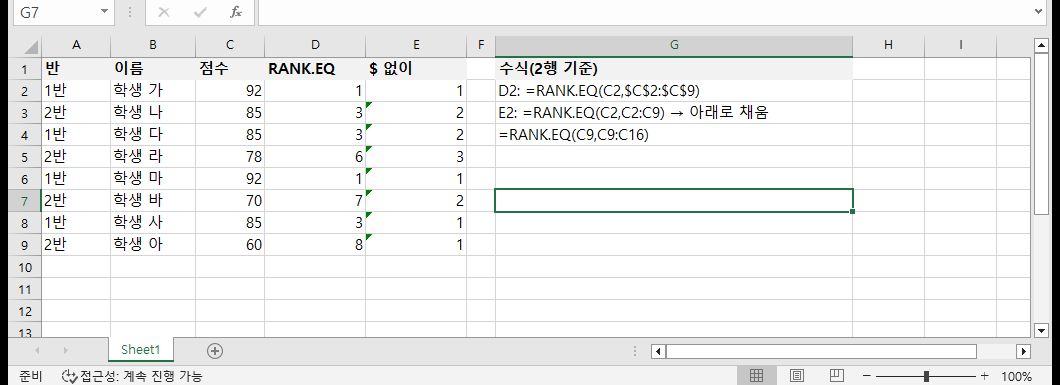 G7
fx
A B C D E F G H I
1 반 이름 점수 RANK.EQ $ 없이 수식(2행 기준)
2 1반 학생 가 92 1 1 D2: =RANK.EQ(C2,$C$2:$C$9)
3 2반 학생 나 85 3 2 E2: =RANK.EQ(C2,C2:C9) → 아래로 채움
4 1반 학생 다 85 3 2 =RANK.EQ(C9,C9:C16)
5 2반 학생 라 78 6 3
6 1반 학생 마 92 1 1
7 2반 학생 바 70 7 2
8 1반 학생 사 85 3 1
9 2반 학생 아 60 8 1
10
11
12
13
Sheet1
준비 접근성: 계속 진행 가능 100%